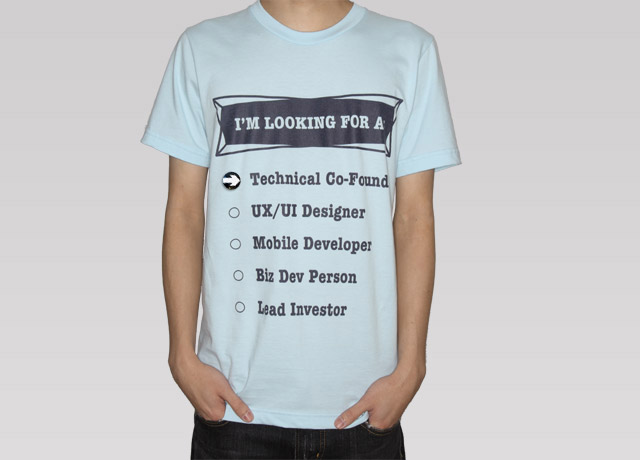 I'M LOOKING FOR A
Technical Co-Found
UX/UI Designer
Mobile Developer
Biz Dev Person
Lead Investor